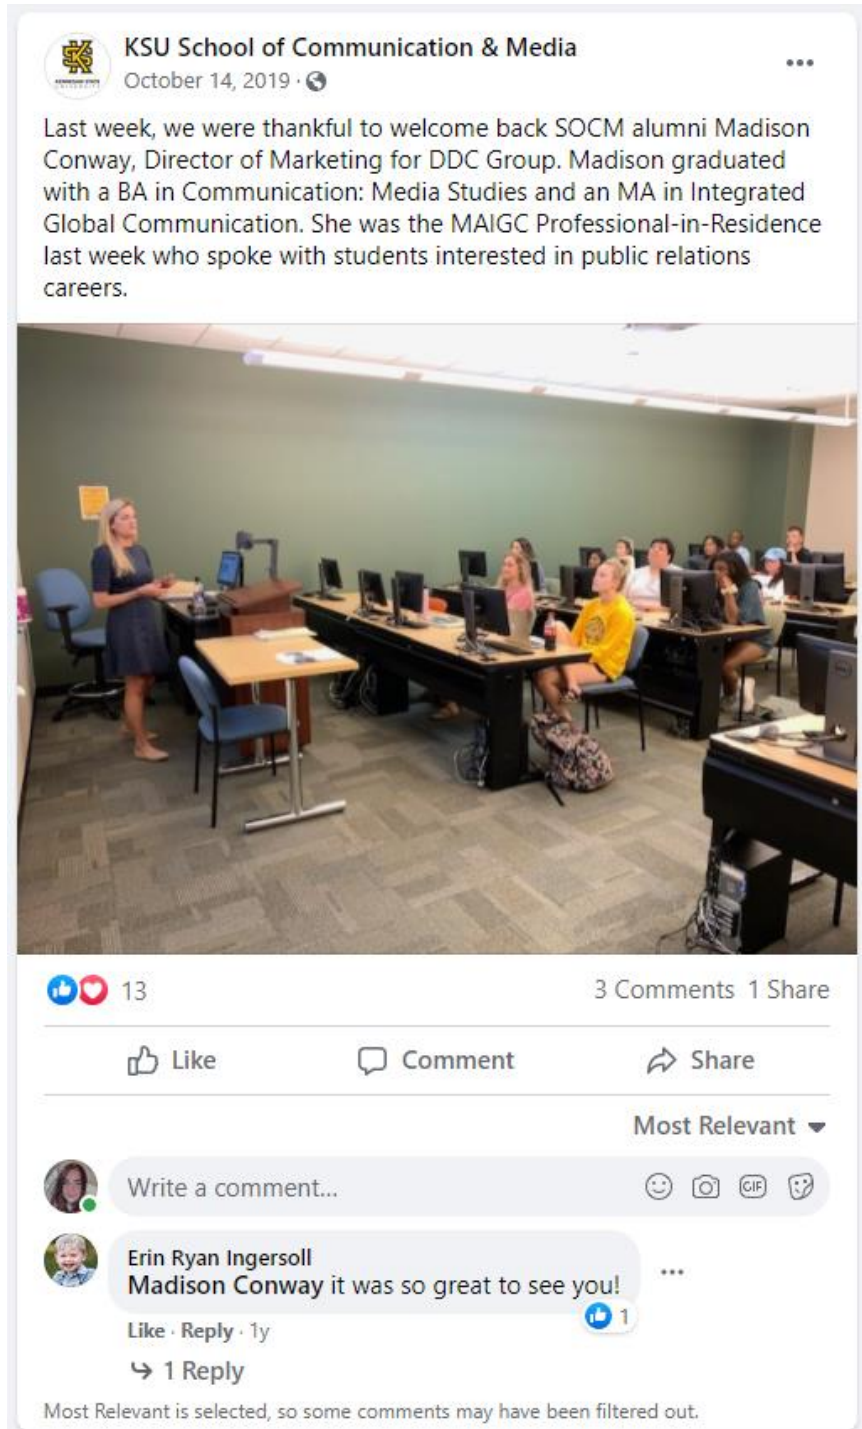 KSU School of Communication & Media
October 14, 2019 ·
Last week, we were thankful to welcome back SOCM alumni Madison
Conway, Director of Marketing for DDC Group. Madison graduated
with a BA in Communication: Media Studies and an MA in Integrated
Global Communication. She was the MAIGC Professional-in-Residence
last week who spoke with students interested in public relations
careers.
13
3 Comments 1 Share
Like Comment Share
Most Relevant
Write a comment...
GIF
Erin Ryan Ingersoll
Madison Conway it was so great to see you!
1
Like · Reply · 1y
1 Reply
Most Relevant is selected, so some comments may have been filtered out.